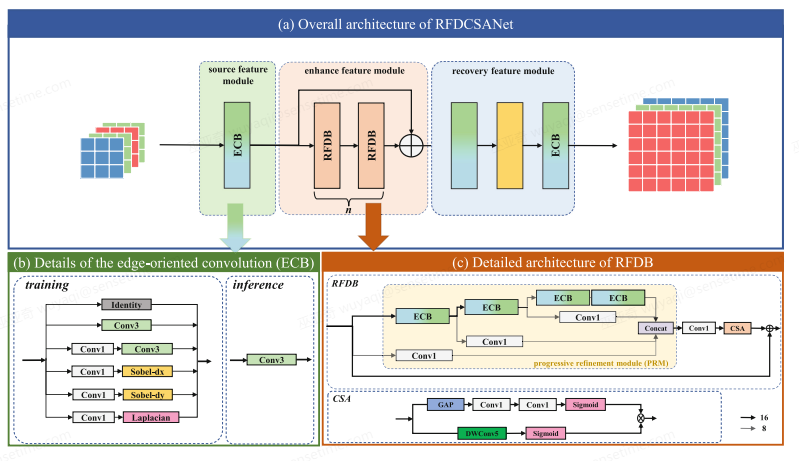 (a) Overall architecture of RFDCSANet
source feature
module
enhance feature module
recovery feature module
ECB
RFDB
RFDB
ECB
n
(b) Details of the edge-oriented convolution (ECB)
training
inference
Identity
Conv3
Conv1
Conv3
Conv1
Sobel-dx
Conv1
Sobel-dy
Conv1
Laplacian
Conv3
(c) Detailed architecture of RFDB
RFDB
ECB
ECB
ECB
ECB
Conv1
Conv1
Conv1
Concat
Conv1
CSA
progressive refinement module (PRM)
CSA
GAP
Conv1
Conv1
Sigmoid
DWConv5
Sigmoid
16
8